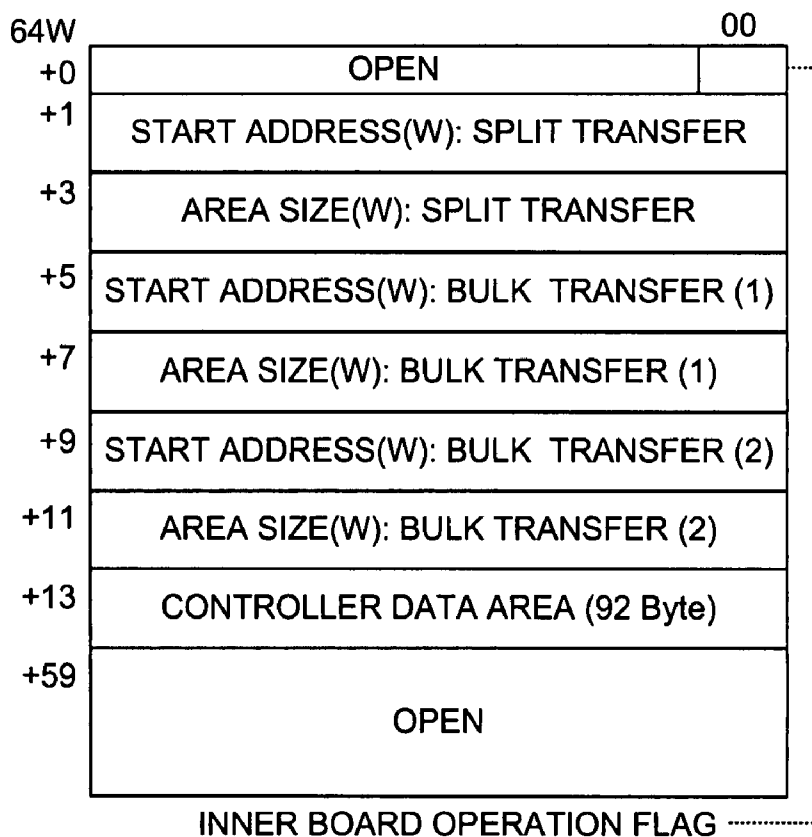 64W 00
+0 OPEN
+1 START ADDRESS(W): SPLIT TRANSFER
+3 AREA SIZE(W): SPLIT TRANSFER
+5 START ADDRESS(W): BULK TRANSFER (1)
+7 AREA SIZE(W): BULK TRANSFER (1)
+9 START ADDRESS(W): BULK TRANSFER (2)
+11 AREA SIZE(W): BULK TRANSFER (2)
+13 CONTROLLER DATA AREA (92 Byte)
+59 OPEN
INNER BOARD OPERATION FLAG